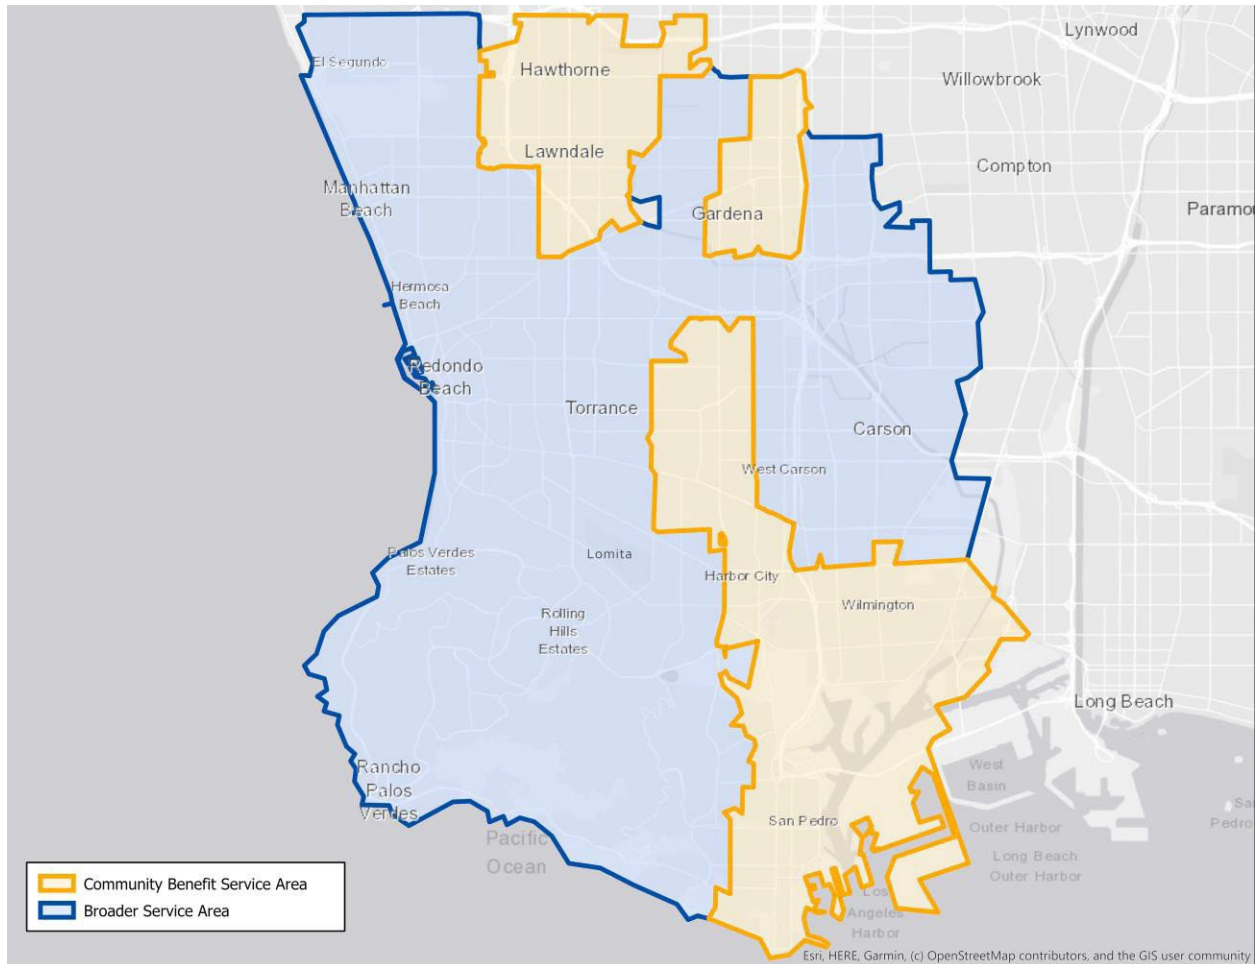 Lynwood
El Segundo
Hawthorne
Willowbrook
Lawndale
Compton
Manhattan
Beach
Gardena
Paramou
Hermosa
Beach
Redondo
Beach
Torrance
Carson
West Carson
Palos Verdes
Estates
Lomita
Harbor City
Wilmington
Rolling
Hills
Estates
Long Beach
Rancho
Palos
Verdes
West
Basin
San Pedro
Sa
Pedro
Outer Harbor
Pacific
Ocean
Long Beach
Outer Harbor
Los
Angeles
Harbor
Community Benefit Service Area
Broader Service Area
Esri, HERE, Garmin, (c) OpenStreetMap contributors, and the GIS user community